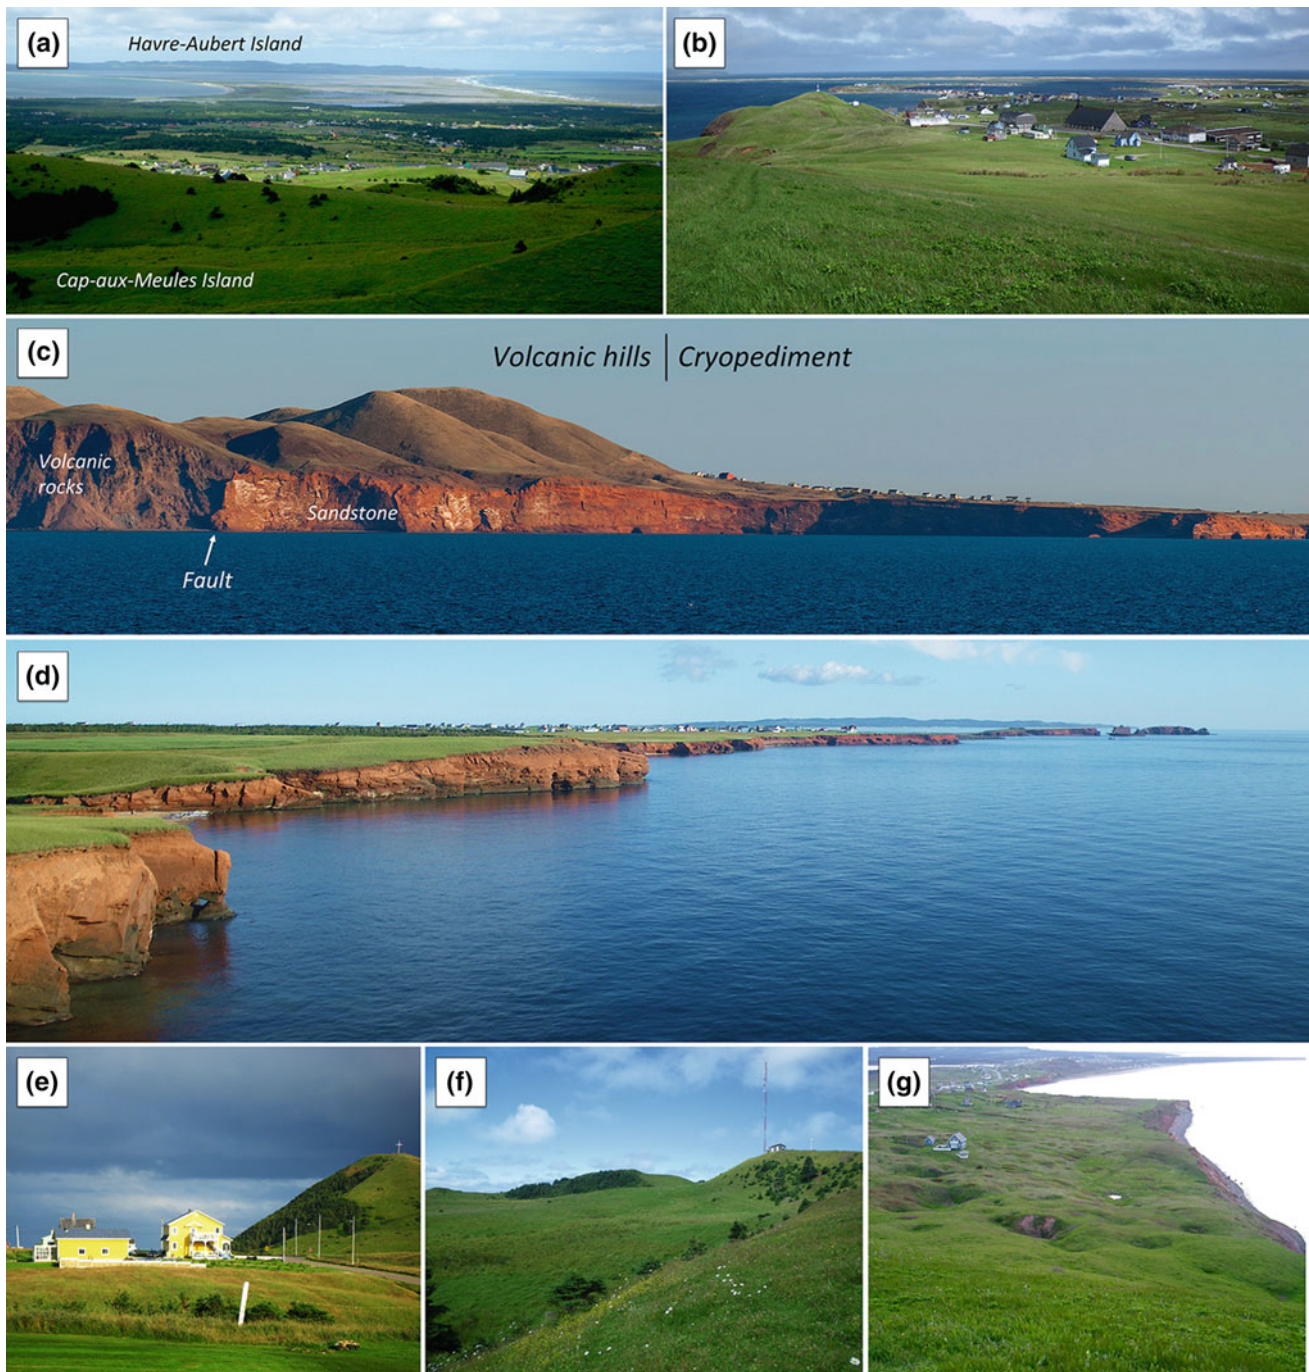 (a)
Havre-Aubert Island
Cap-aux-Meules Island
(b)
(c)
Volcanic hills | Cryopediment
Volcanic
rocks
Sandstone
Fault
(d)
(e)
(f)
(g)